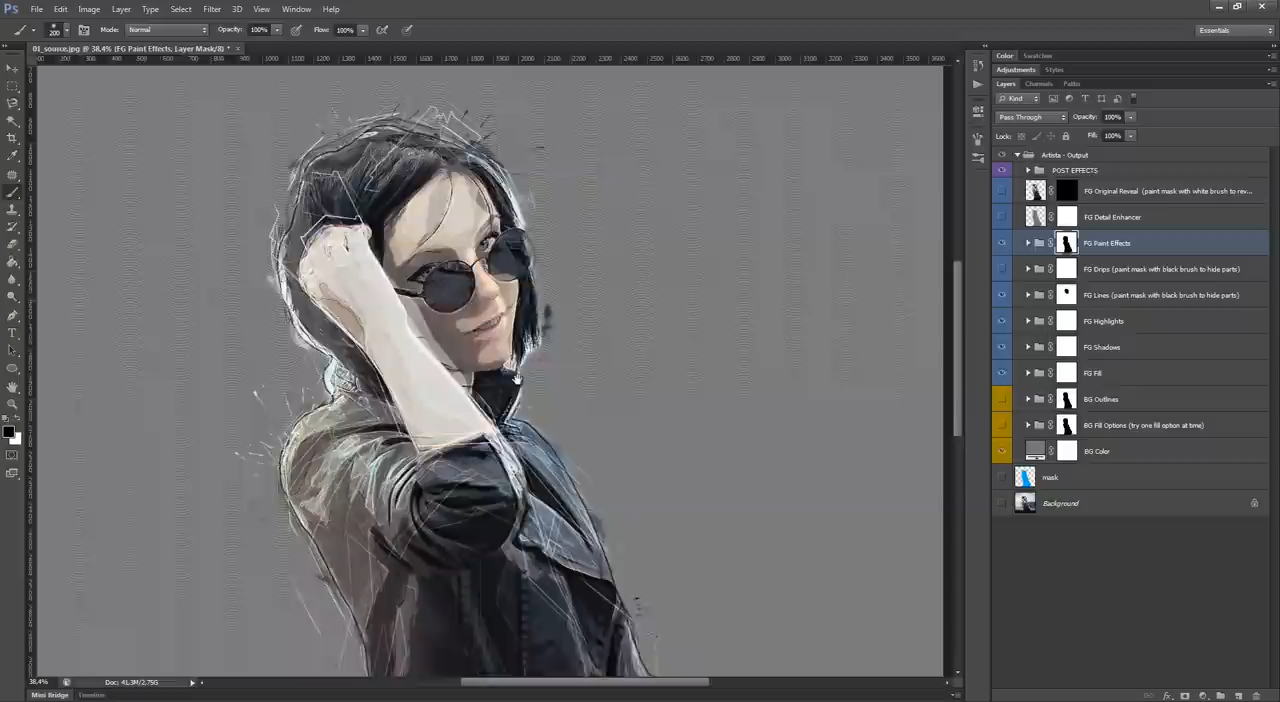 Ps File Edit Image Layer Type Select Filter 3D View Window Help
200 Mode: Normal Opacity: 100% Flow: 100% Essentials
01_source.jpg @ 38,4% (FG Paint Effects, Layer Mask/8) * ×
Color Swatches
Adjustments Styles
Layers Channels Paths
Kind
Pass Through Opacity: 100%
Lock: Fill: 100%
Artista - Output
POST EFFECTS
FG Original Reveal (paint mask with white brush to rev...
FG Detail Enhancer
FG Paint Effects
FG Drips (paint mask with black brush to hide parts)
FG Lines (paint mask with black brush to hide parts)
FG Highlights
FG Shadows
FG Fill
BG Outlines
BG Fill Options (try one fill option at time)
BG Color
mask
Background
38,4% Doc: 41,3M/2,75G
Mini Bridge Timeline